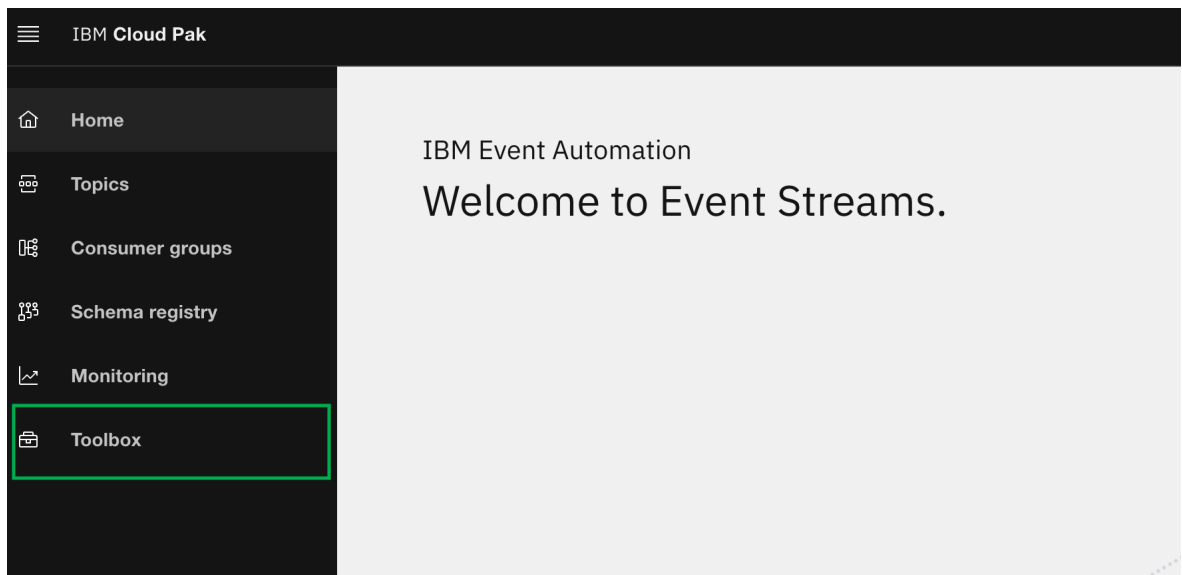 IBM Cloud Pak
Home
Topics
Consumer groups
Schema registry
Monitoring
Toolbox
IBM Event Automation
Welcome to Event Streams.